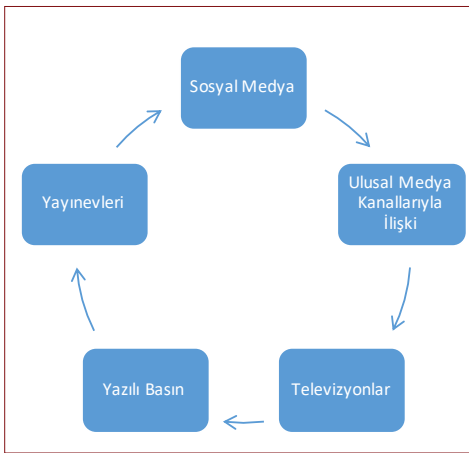 Sosyal Medya
Ulusal Medya
Kanallarıyla
İlişki
Televizyonlar
Yazılı Basın
Yayınevleri